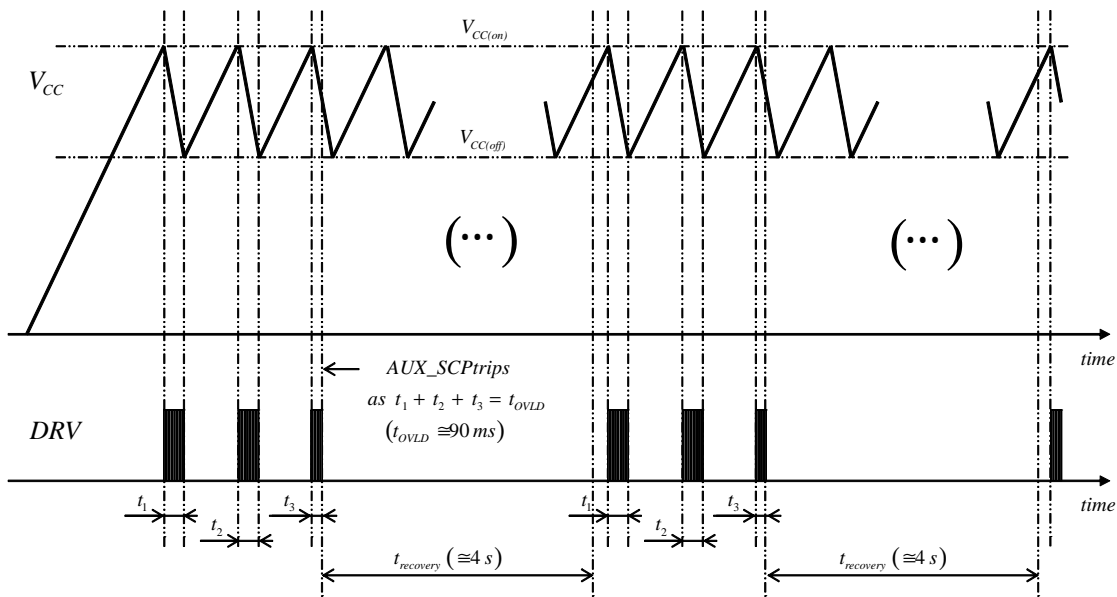 V_CC(on)
V_CC
V_CC(off)
(···)
(···)
time
AUX_SCPtrips
as t_1 + t_2 + t_3 = t_OVLD
(t_OVLD ≅90 ms)
DRV
time
t_1
t_2
t_3
t_1
t_2
t_3
t_recovery (≅4 s)
t_recovery (≅4 s)